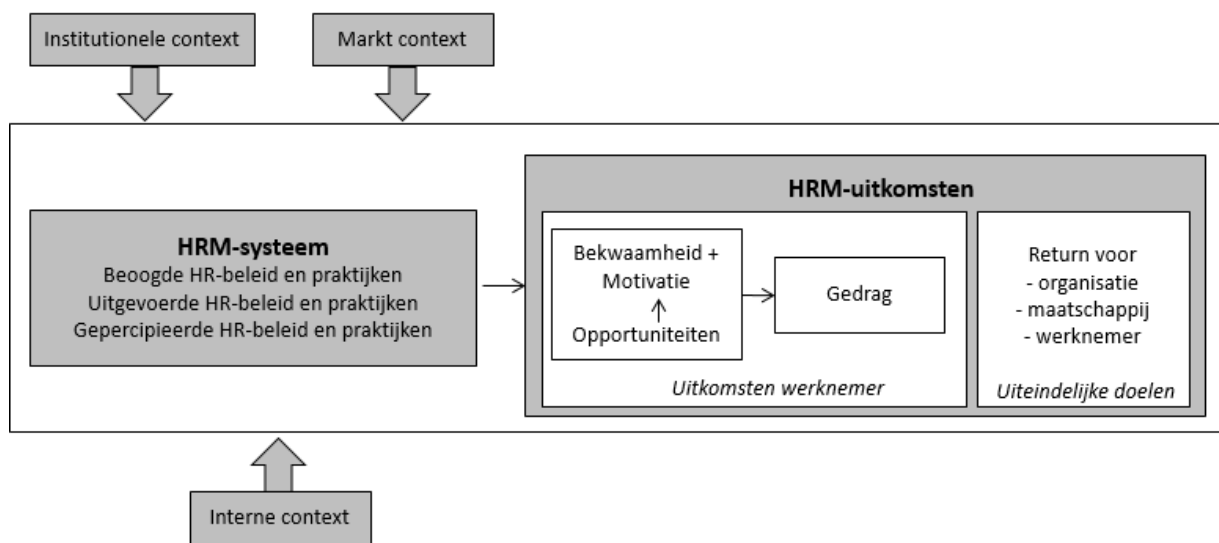 Institutionele context
Markt context
HRM-systeem
Beoogde HR-beleid en praktijken
Uitgevoerde HR-beleid en praktijken
Gepercipieerde HR-beleid en praktijken
HRM-uitkomsten
Bekwaamheid +
Motivatie
Opportuniteiten
Gedrag
Uitkomsten werknemer
Return voor
- organisatie
- maatschappij
- werknemer
Uiteindelijke doelen
Interne context